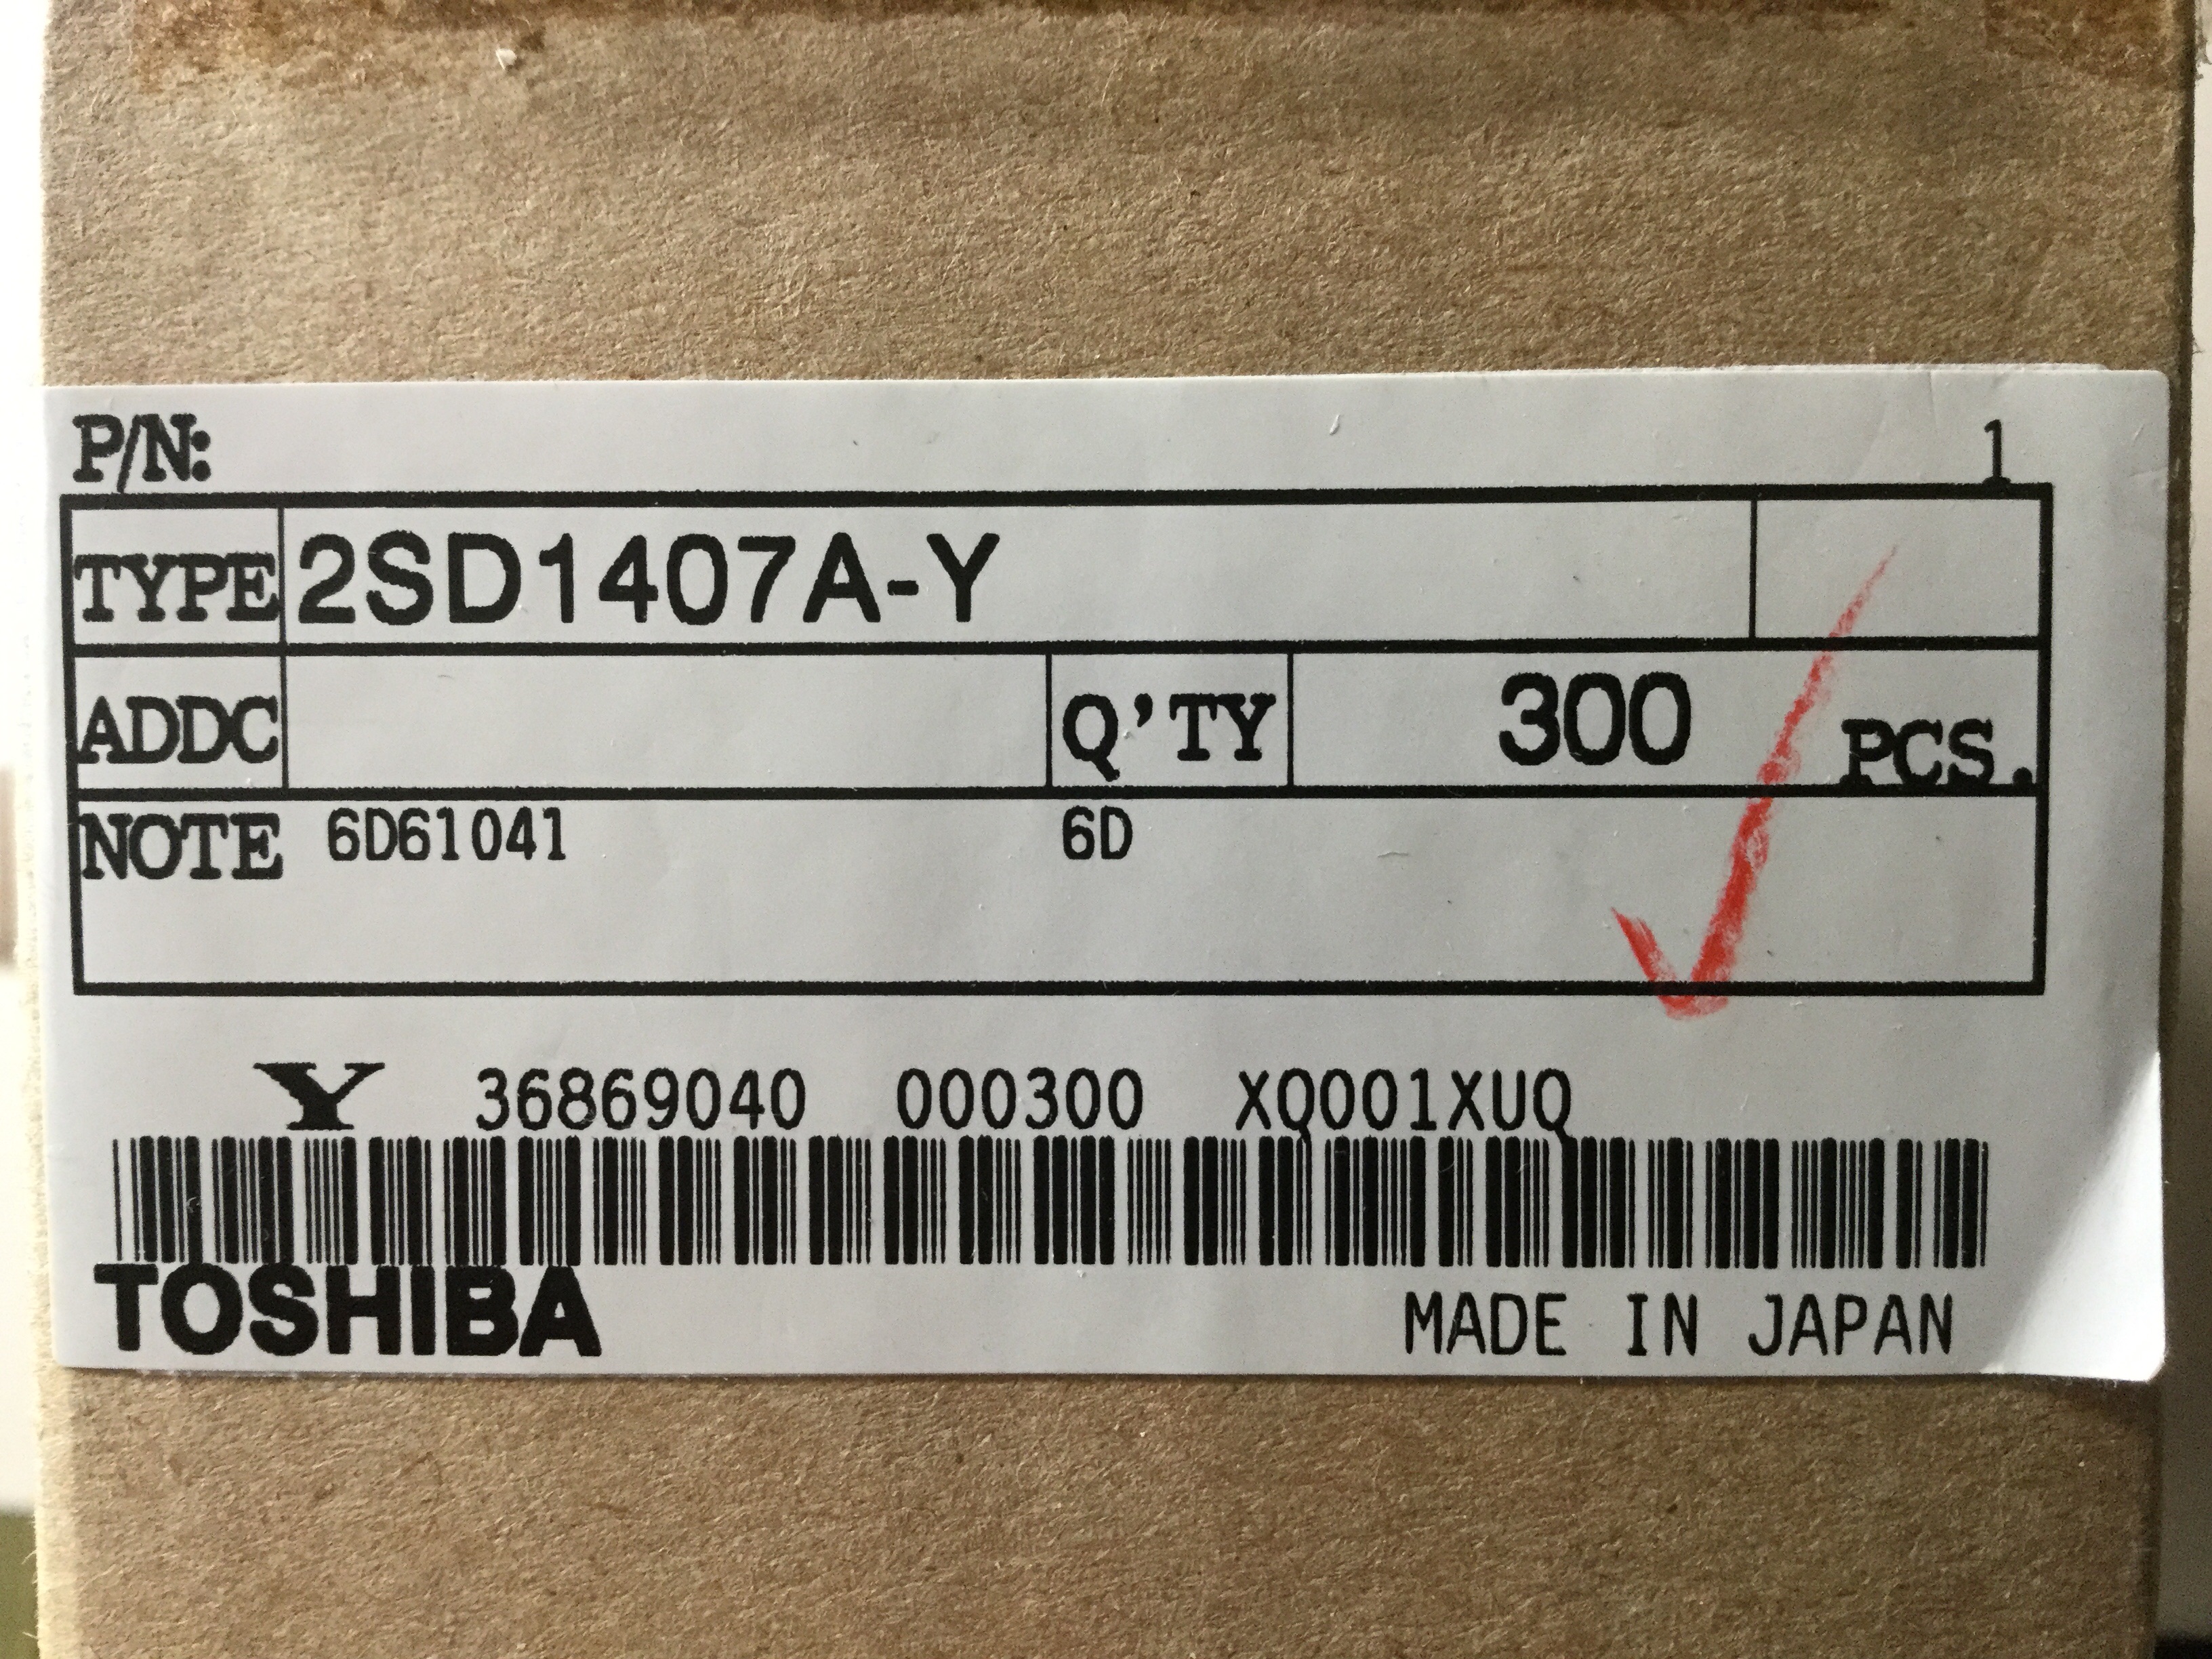 P/N:
1
TYPE 2SD1407A-Y
ADDC Q'TY 300 PCS.
NOTE 6D61041 6D
Y 36869040 000300 XQ001XUQ
TOSHIBA MADE IN JAPAN